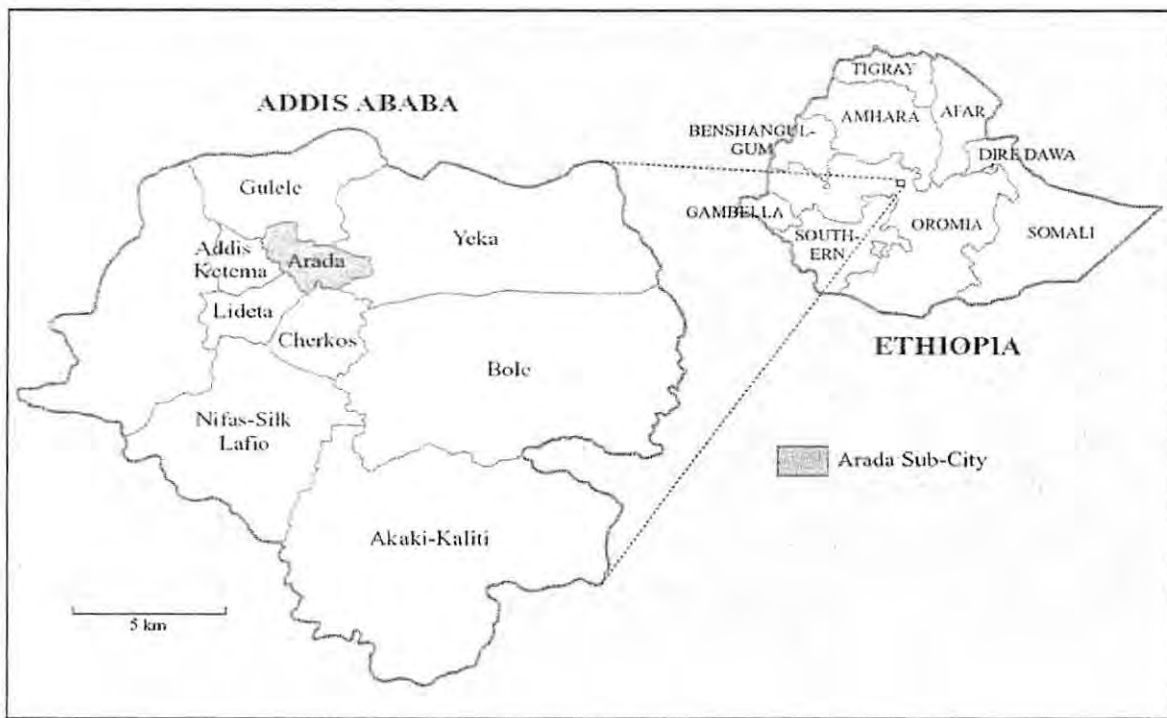 ADDIS ABABA
Gulele
Addis
Ketema
Arada
Yeka
Lideta
Cherkos
Bole
Nifas-Silk
Lafio
Akaki-Kaliti
5 km
TIGRAY
AMHARA
AFAR
BENSHANGUL-
GUM
DIRE DAWA
GAMBELLA
SOUTH-
ERN
OROMIA
SOMALI
ETHIOPIA
Arada Sub-City